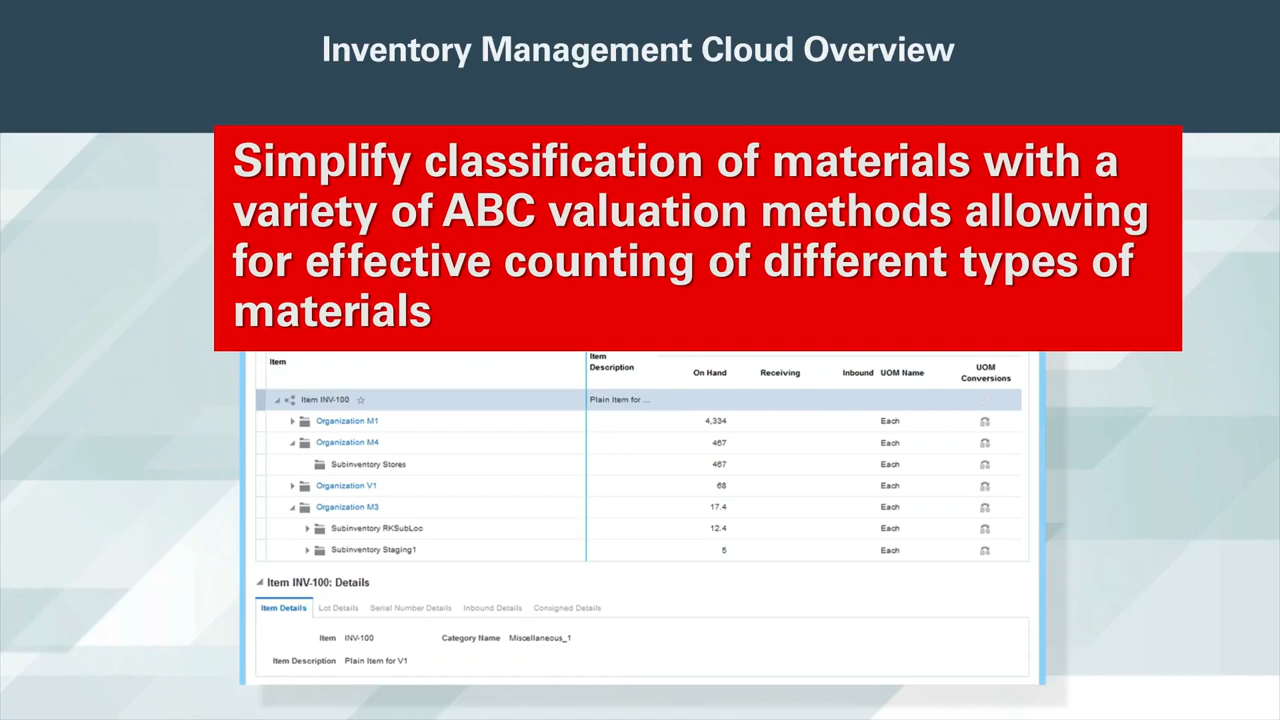 Inventory Management Cloud Overview
Simplify classification of materials with a
variety of ABC valuation methods allowing
for effective counting of different types of
materials
Item
Item Description
On Hand
Receiving
Inbound
UOM Name
UOM Conversions
Item INV-100 Plain Item for ...
Organization M1 4,334 Each
Organization M4 467 Each
Subinventory Stores 467 Each
Organization V1 68 Each
Organization M3 17.4 Each
Subinventory RKSubLoc 12.4 Each
Subinventory Staging1 5 Each
Item INV-100: Details
Item Details Lot Details Serial Number Details Inbound Details Consigned Details
Item INV-100 Category Name Miscellaneous_1
Item Description Plain Item for V1